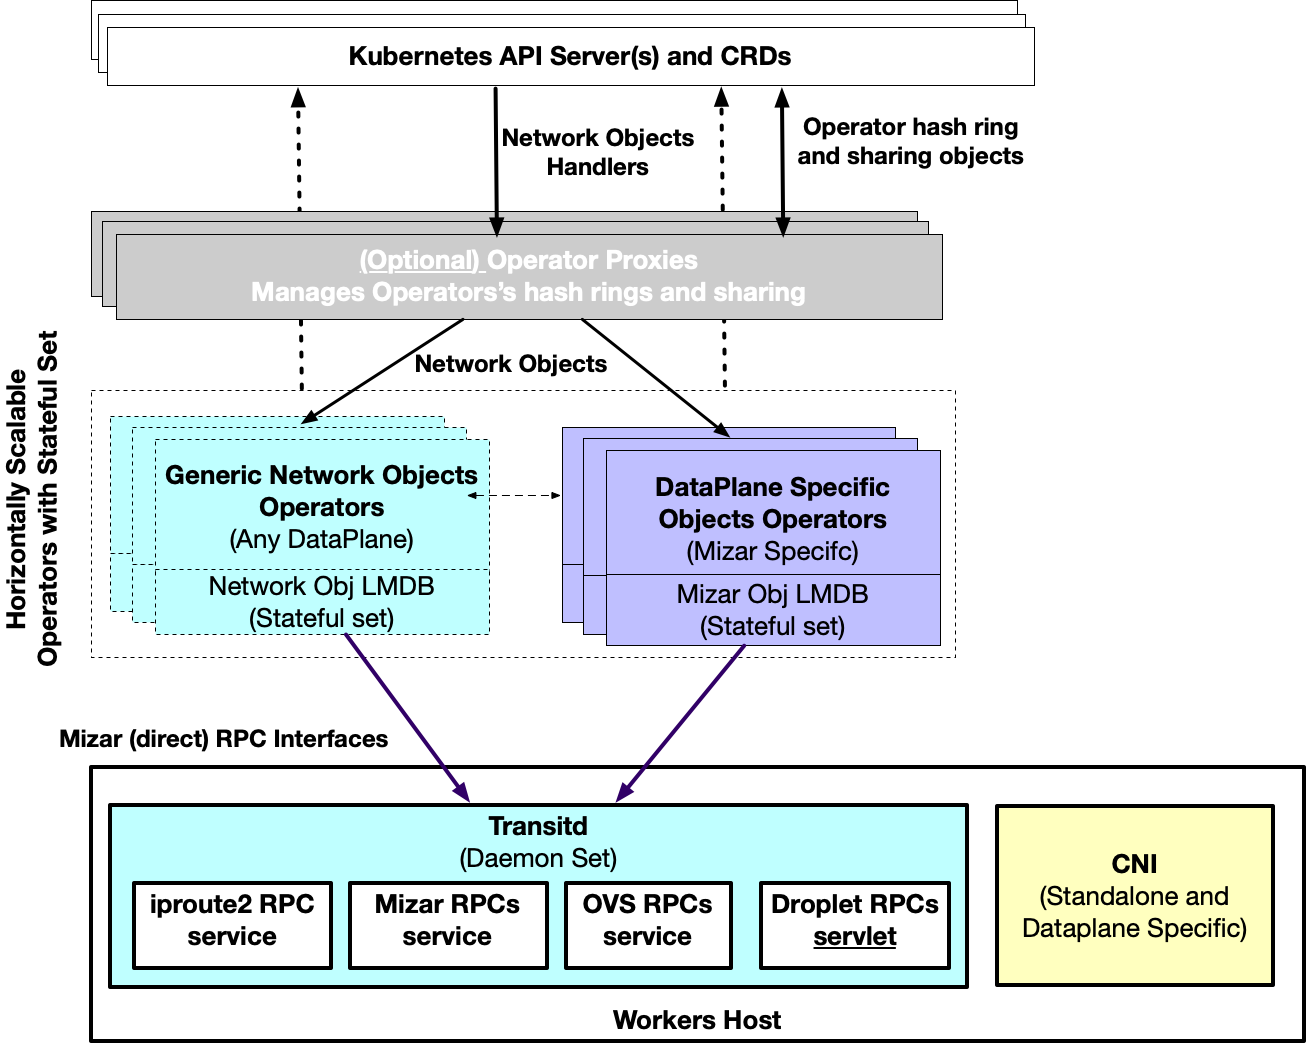 Kubernetes API Server(s) and CRDs
Network Objects
Handlers
Operator hash ring
and sharing objects
(Optional) Operator Proxies
Manages Operators's hash rings and sharing
Network Objects
Horizontally Scalable
Operators with Stateful Set
Generic Network Objects
Operators
(Any DataPlane)
Network Obj LMDB
(Stateful set)
DataPlane Specific
Objects Operators
(Mizar Specifc)
Mizar Obj LMDB
(Stateful set)
Mizar (direct) RPC Interfaces
Transitd
(Daemon Set)
iproute2 RPC
service
Mizar RPCs
service
OVS RPCs
service
Droplet RPCs
servlet
CNI
(Standalone and
Dataplane Specific)
Workers Host